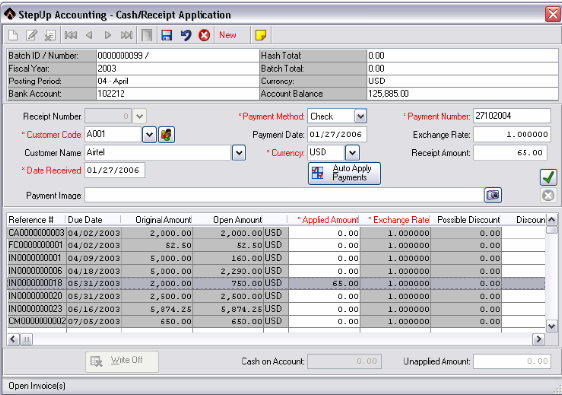 StepUp Accounting - Cash/Receipt Application
New
Batch ID / Number: 0000000099 / Hash Total: 0.00
Fiscal Year: 2003 Batch Total: 0.00
Posting Period: 04 - April Currency: USD
Bank Account: 102212 Account Balance: 125,885.00
Receipt Number: 0 *Payment Method: Check *Payment Number: 27102004
*Customer Code: A001 Payment Date: 01/27/2006 Exchange Rate: 1.000000
Customer Name: Airtel *Currency: USD Receipt Amount: 65.00
*Date Received: 01/27/2006 Auto Apply Payments
Payment Image:
Reference # Due Date Original Amount Open Amount *Applied Amount *Exchange Rate Possible Discount Discoun
CA0000000003 04/02/2003 2,000.00 2,000.00 USD 0.00 1.000000 0.00
FC0000000001 04/02/2003 52.50 52.50 USD 0.00 1.000000 0.00
IN0000000001 04/09/2003 5,000.00 160.00 USD 0.00 1.000000 0.00
IN0000000006 04/18/2003 5,000.00 2,290.00 USD 0.00 1.000000 0.00
IN0000000018 05/31/2003 2,000.00 750.00 USD 65.00 1.000000 0.00
IN0000000020 05/31/2003 2,500.00 2,500.00 USD 0.00 1.000000 0.00
IN0000000023 06/16/2003 5,874.25 5,874.25 USD 0.00 1.000000 0.00
CM0000000002 07/05/2003 650.00 650.00 USD 0.00 1.000000 0.00
Write Off Cash on Account: 0.00 Unapplied Amount: 0.00
Open Invoice(s)